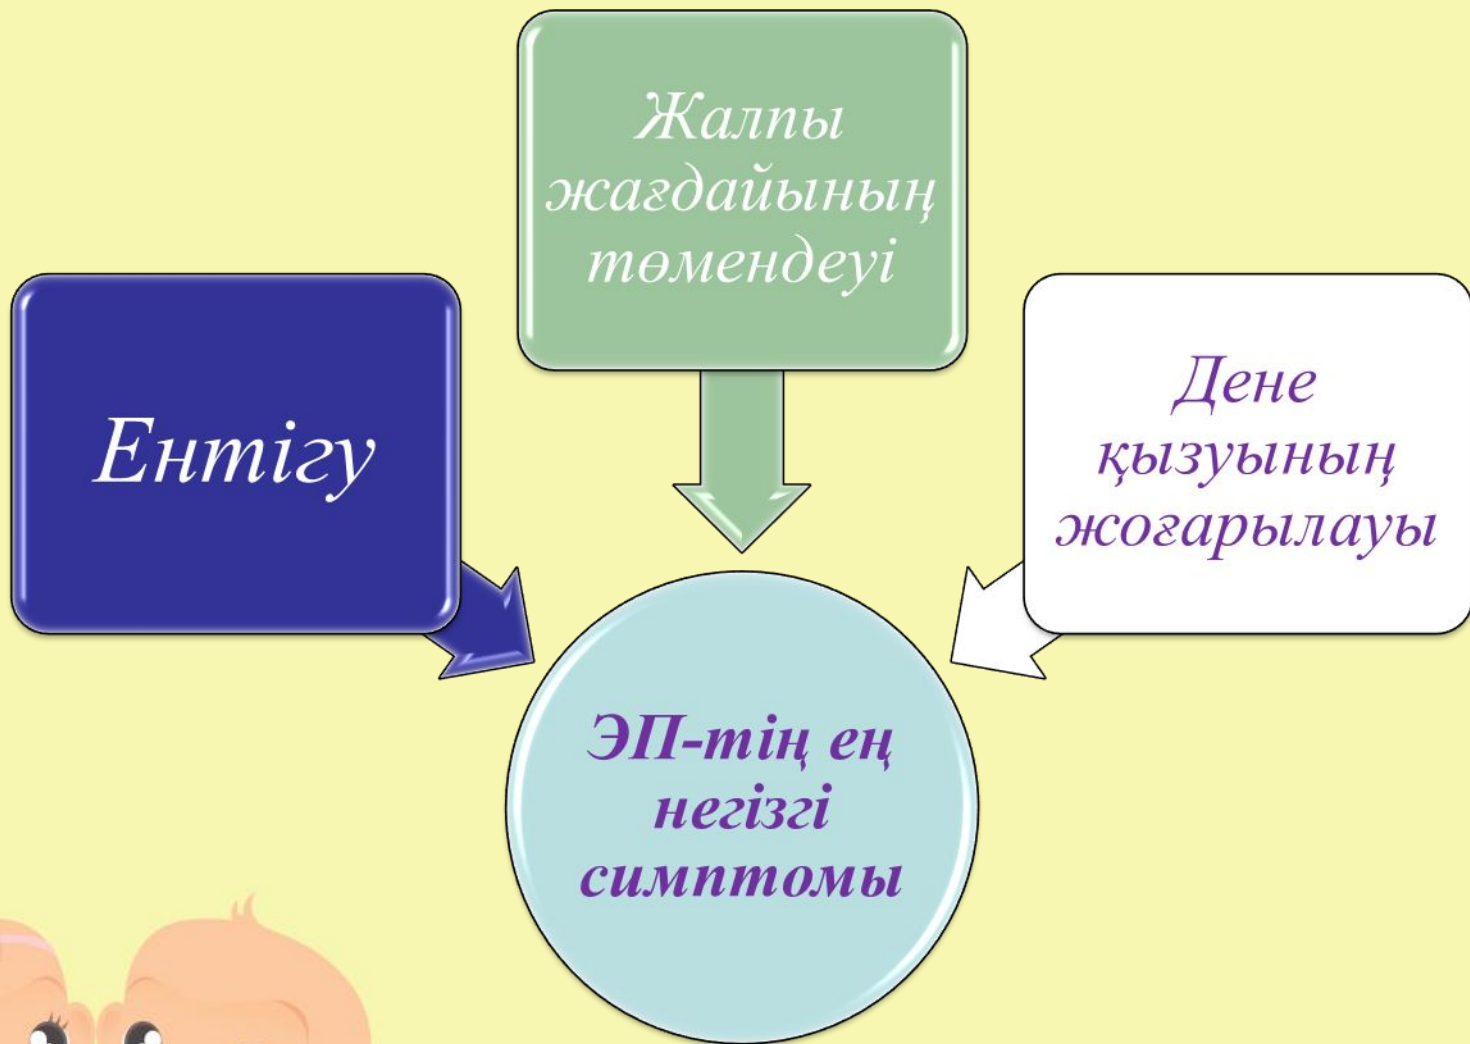 Жалпы
жағдайының
төмендеуі
Ентігу
Дене
қызуының
жоғарылауы
ЭП-тің ең
негізгі
симптомы